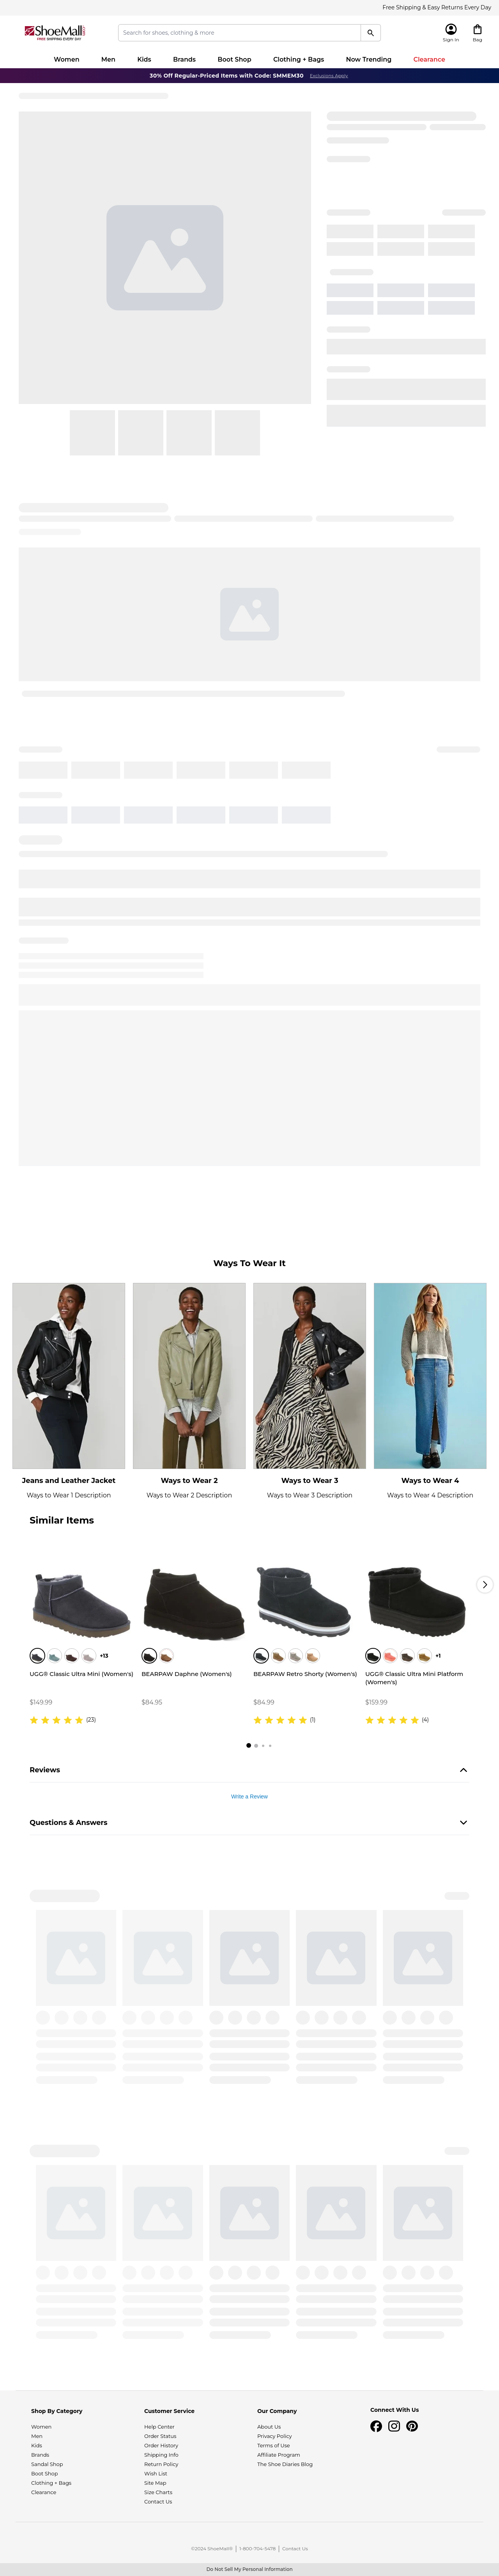 Free Shipping & Easy Returns Every Day
ShoeMall
FREE SHIPPING EVERY DAY
Search for shoes, clothing & more
Sign In
Bag
Women Men Kids Brands Boot Shop Clothing + Bags Now Trending Clearance
30% Off Regular-Priced Items with Code: SMMEM30 Exclusions Apply
Ways To Wear It
Jeans and Leather Jacket
Ways to Wear 1 Description
Ways to Wear 2
Ways to Wear 2 Description
Ways to Wear 3
Ways to Wear 3 Description
Ways to Wear 4
Ways to Wear 4 Description
Similar Items
+13
UGG® Classic Ultra Mini (Women's)
$149.99
(23)
BEARPAW Daphne (Women's)
$84.95
BEARPAW Retro Shorty (Women's)
$84.99
(1)
+1
UGG® Classic Ultra Mini Platform
(Women's)
$159.99
(4)
Reviews
Write a Review
Questions & Answers
Shop By Category
Women
Men
Kids
Brands
Sandal Shop
Boot Shop
Clothing + Bags
Clearance
Customer Service
Help Center
Order Status
Order History
Shipping Info
Return Policy
Wish List
Site Map
Size Charts
Contact Us
Our Company
About Us
Privacy Policy
Terms of Use
Affiliate Program
The Shoe Diaries Blog
Connect With Us
©2024 ShoeMall® | 1-800-704-5478 | Contact Us
Do Not Sell My Personal Information